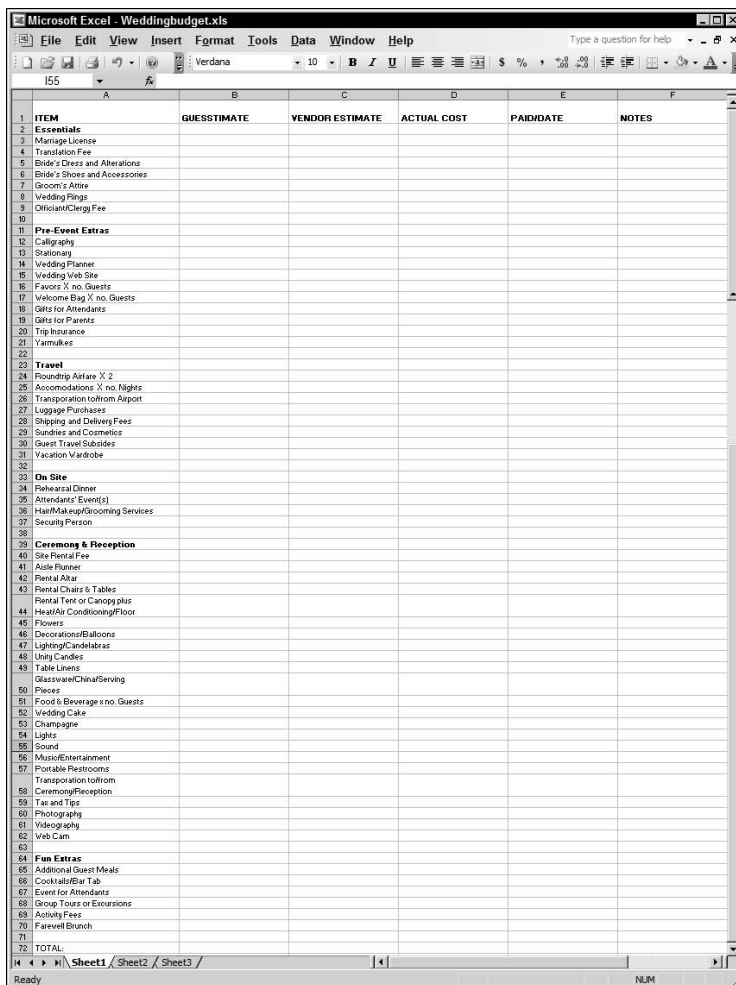 Microsoft Excel - Weddingbudget.xls
File Edit View Insert Format Tools Data Window Help Type a question for help
Verdana 10 B I U $ % ,
I55 fx
A B C D E F
1 ITEM GUESSTIMATE VENDOR ESTIMATE ACTUAL COST PAID/DATE NOTES
2 Essentials
3 Marriage License
4 Translation Fee
5 Bride's Dress and Alterations
6 Bride's Shoes and Accessories
7 Groom's Attire
8 Wedding Rings
9 Officiant/Clergy Fee
10
11 Pre-Event Extras
12 Calligraphy
13 Stationary
14 Wedding Planner
15 Wedding Web Site
16 Favors X no. Guests
17 Welcome Bag X no. Guests
18 Gifts for Attendants
19 Gifts for Parents
20 Trip Insurance
21 Yarmulkes
22
23 Travel
24 Roundtrip Airfare X 2
25 Accomodations X no. Nights
26 Transporation to/from Airport
27 Luggage Purchases
28 Shipping and Delivery Fees
29 Sundries and Cosmetics
30 Guest Travel Subsides
31 Vacation Wardrobe
32
33 On Site
34 Rehearsal Dinner
35 Attendants' Event(s)
36 Hair/Makeup/Grooming Services
37 Security Person
38
39 Ceremony & Reception
40 Site Rental Fee
41 Aisle Runner
42 Rental Altar
43 Rental Chairs & Tables
Rental Tent or Canopy plus
44 Heat/Air Conditioning/Floor
45 Flowers
46 Decorations/Balloons
47 Lighting/Candelabras
48 Unity Candles
49 Table Linens
Glassware/China/Serving
50 Pieces
51 Food & Beverage x no. Guests
52 Wedding Cake
53 Champagne
54 Lights
55 Sound
56 Music/Entertainment
57 Portable Restrooms
Transporation to/from
58 Ceremony/Reception
59 Tax and Tips
60 Photography
61 Videography
62 Web Cam
63
64 Fun Extras
65 Additional Guest Meals
66 Cocktails/Bar Tab
67 Event for Attendants
68 Group Tours or Excursions
69 Activity Fees
70 Farewell Brunch
71
72 TOTAL:
Sheet1 / Sheet2 / Sheet3 /
Ready NUM